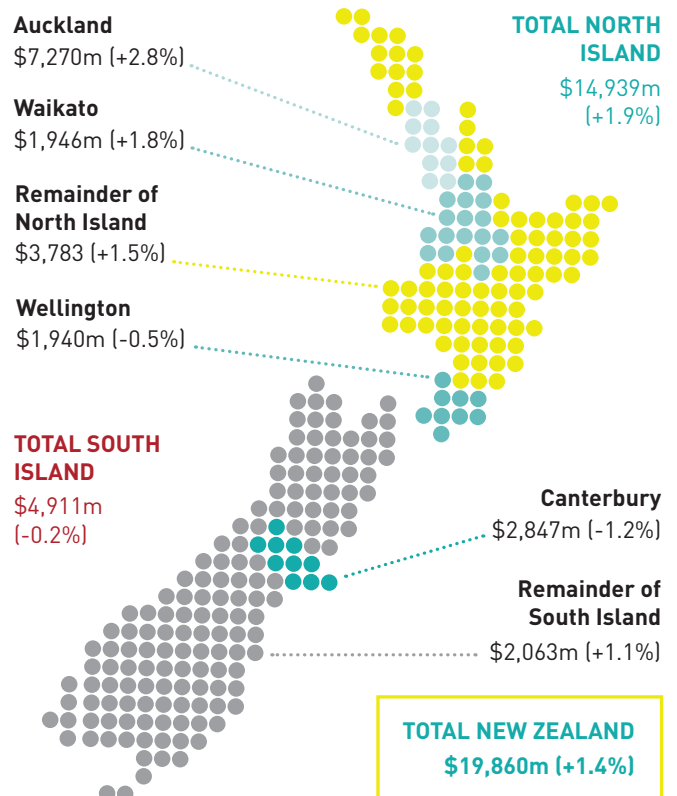 Auckland
$7,270m (+2.8%)
Waikato
$1,946m (+1.8%)
Remainder of
North Island
$3,783 (+1.5%)
Wellington
$1,940m (-0.5%)
TOTAL NORTH
ISLAND
$14,939m
(+1.9%)
TOTAL SOUTH
ISLAND
$4,911m
(-0.2%)
Canterbury
$2,847m (-1.2%)
Remainder of
South Island
$2,063m (+1.1%)
TOTAL NEW ZEALAND
$19,860m (+1.4%)